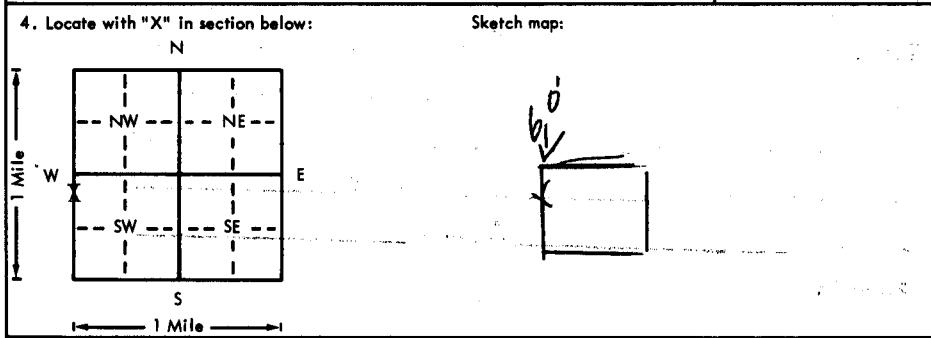 4. Locate with "X" in section below:
Sketch map:
N
NW
NE
W
E
1 Mile
X
SW
SE
S
1 Mile
X